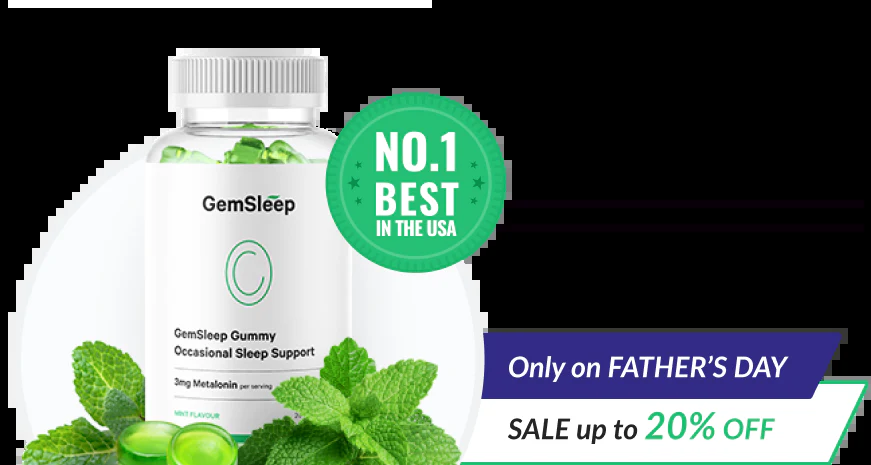 NO.1
BEST
IN THE USA
GemSleep
GemSleep Gummy
Occasional Sleep Support
3mg Metalonin per serving
MINT FLAVOUR
Only on FATHER'S DAY
SALE up to 20% OFF